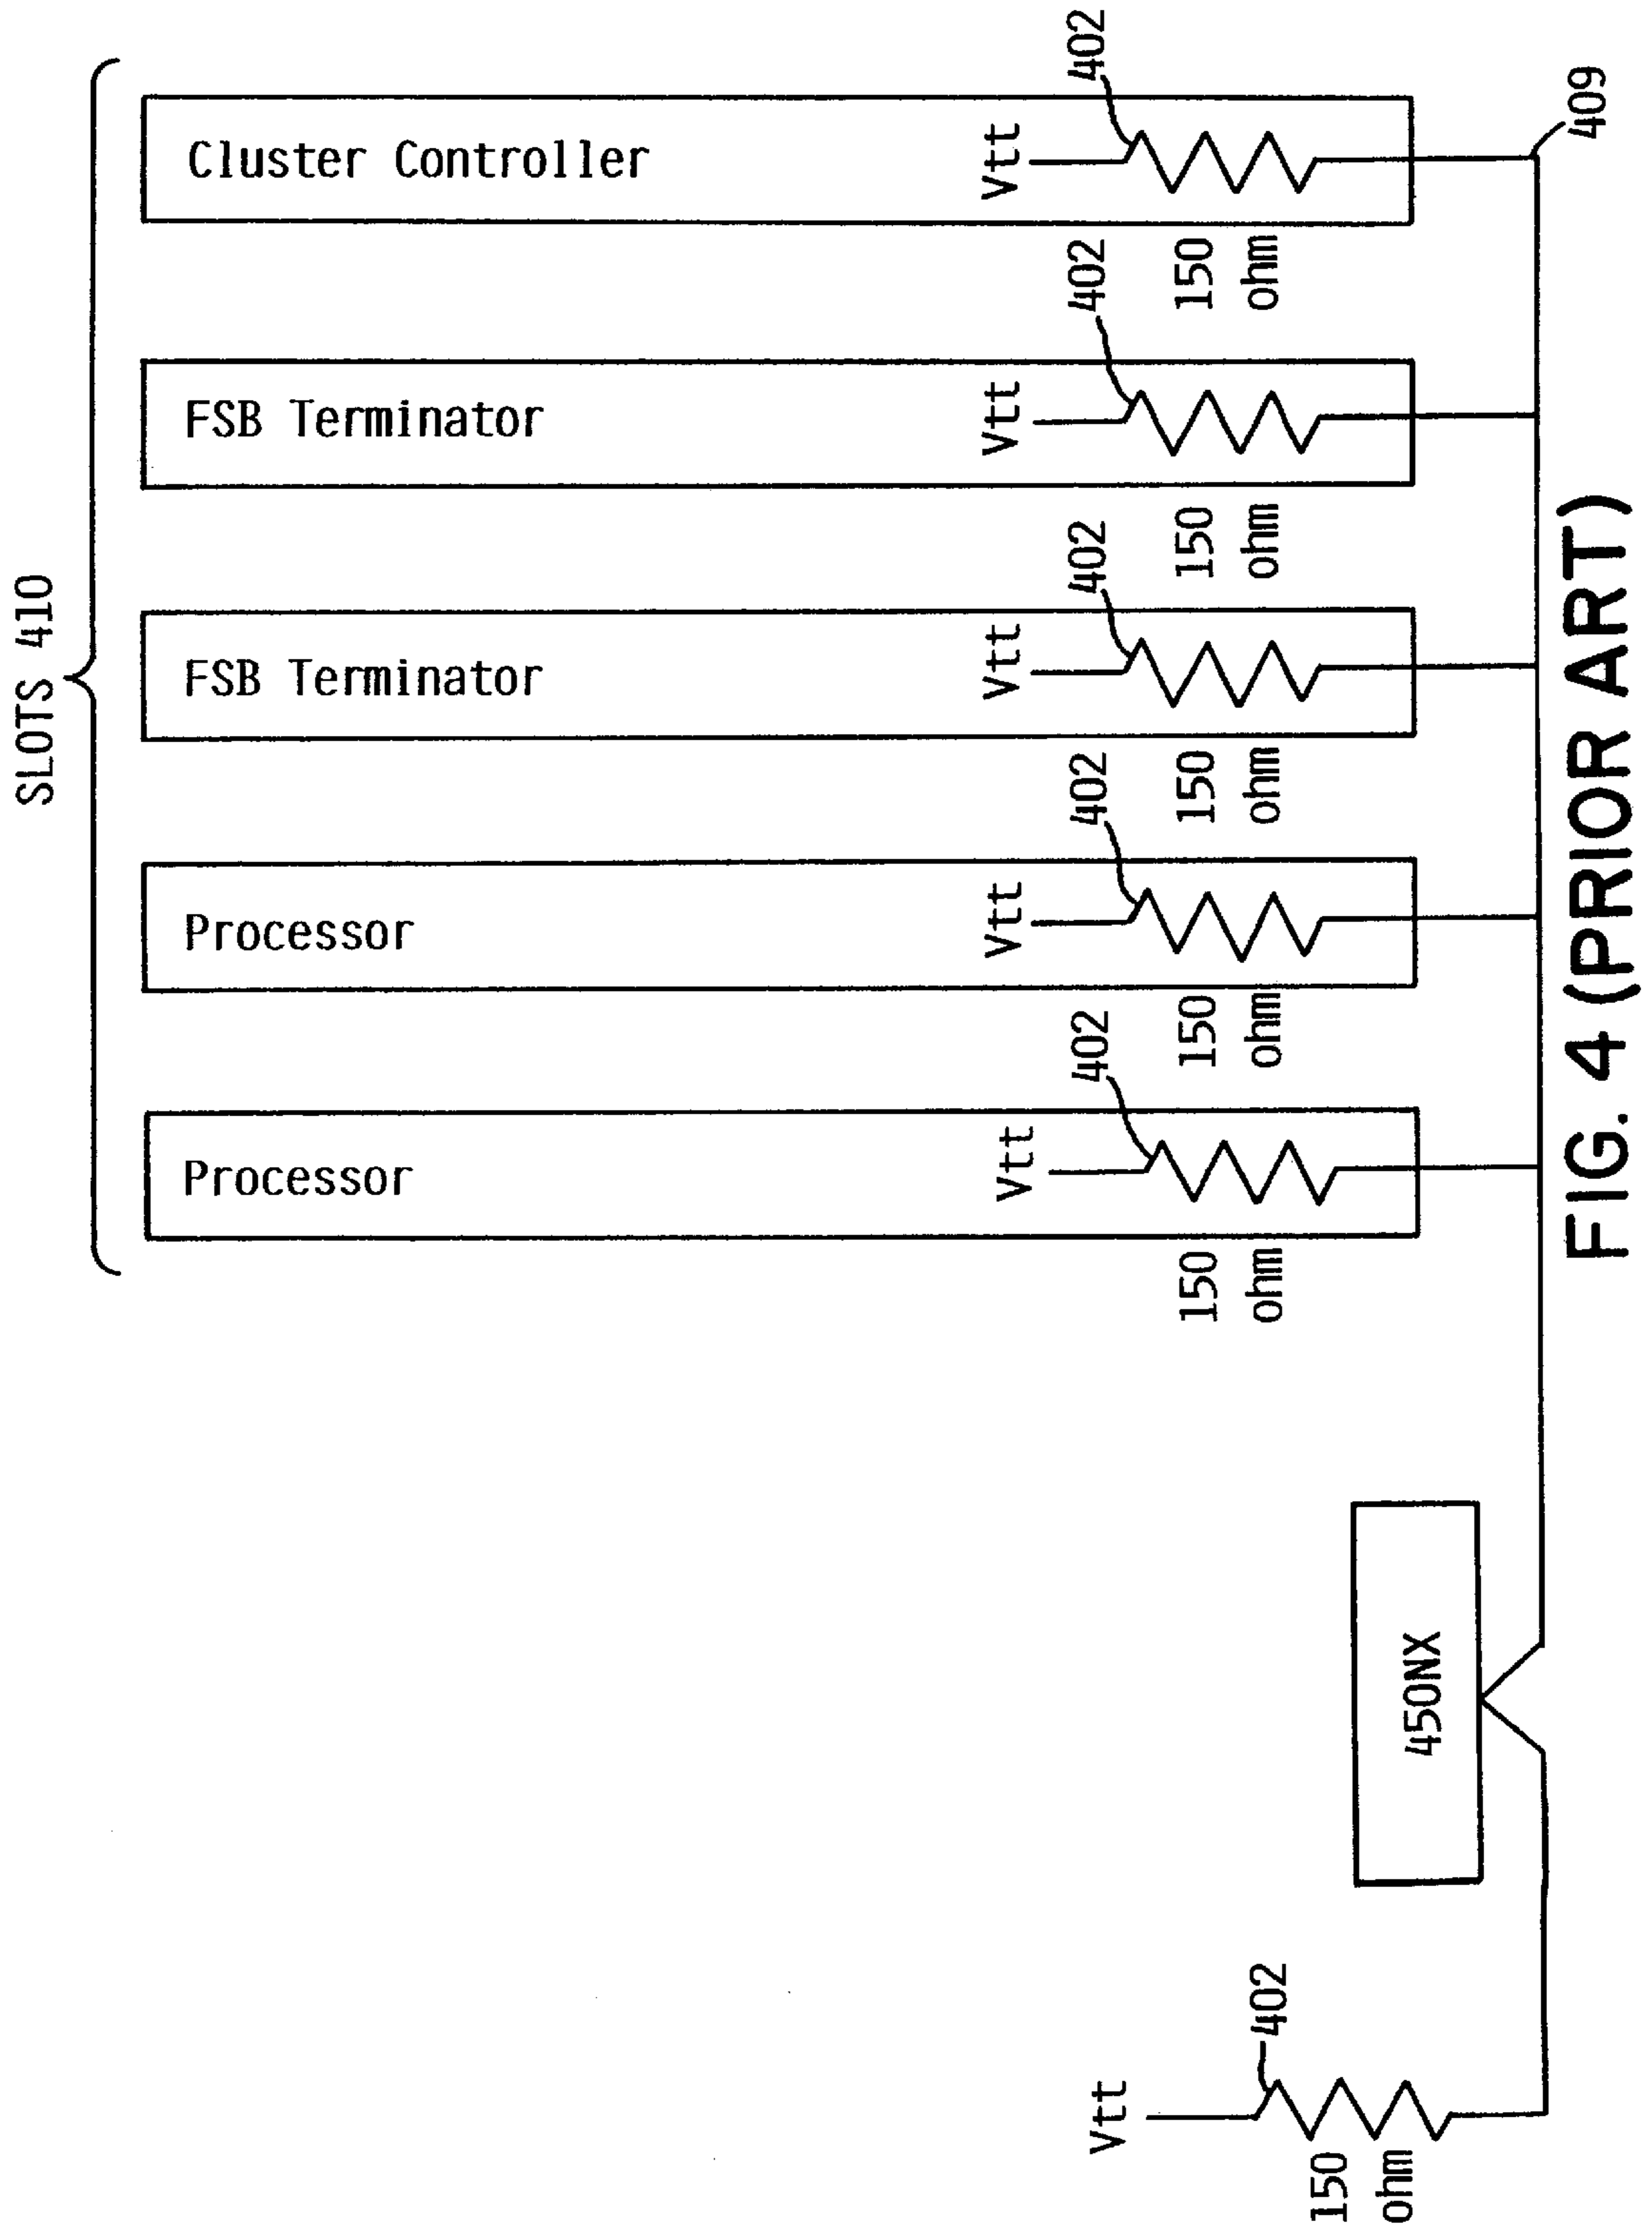 SLOTS 410
Cluster Controller
Vtt
402
150
ohm
FSB Terminator
Vtt
402
150
ohm
FSB Terminator
Vtt
402
150
ohm
Processor
Vtt
402
150
ohm
Processor
Vtt
402
150
ohm
409
450NX
Vtt
402
150
ohm
FIG. 4 (PRIOR ART)